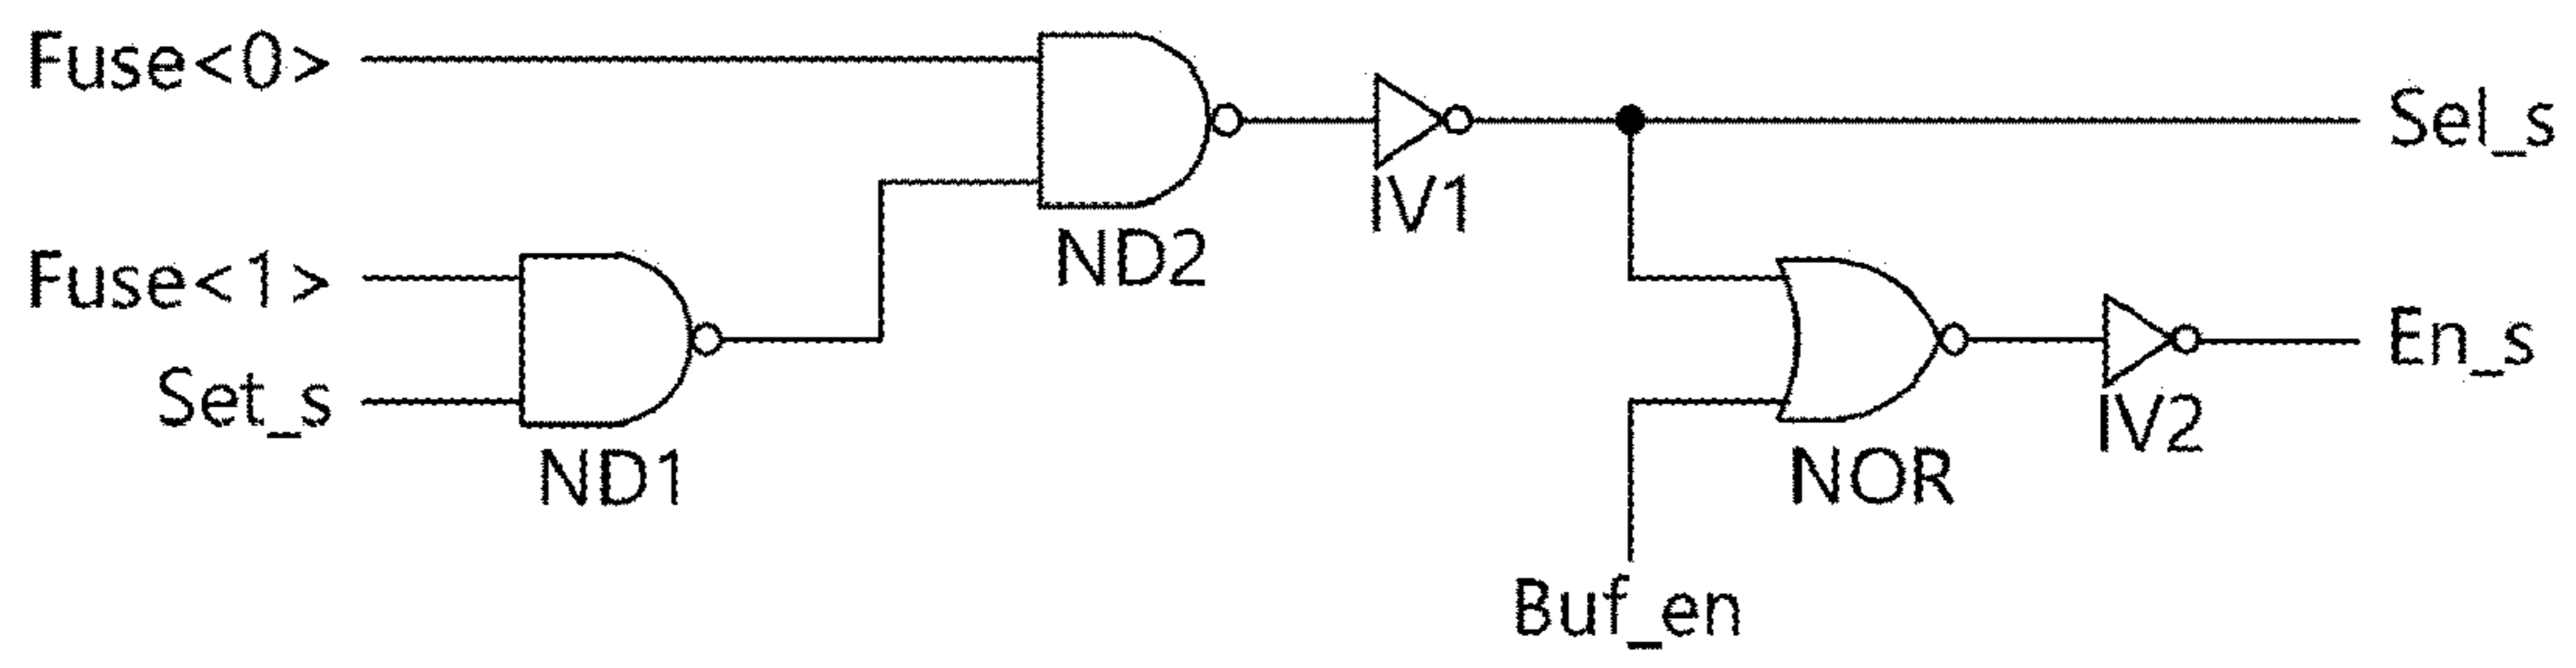 Fuse<0>
Sel_s
IV1
ND2
Fuse<1>
En_s
Set_s
IV2
ND1
NOR
Buf_en